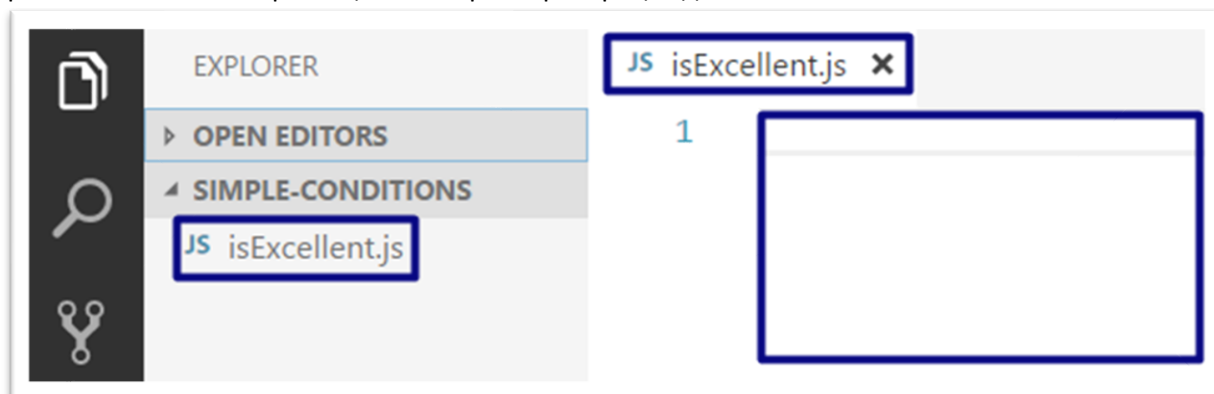 EXPLORER
OPEN EDITORS
SIMPLE-CONDITIONS
JS isExcellent.js
JS isExcellent.js
1